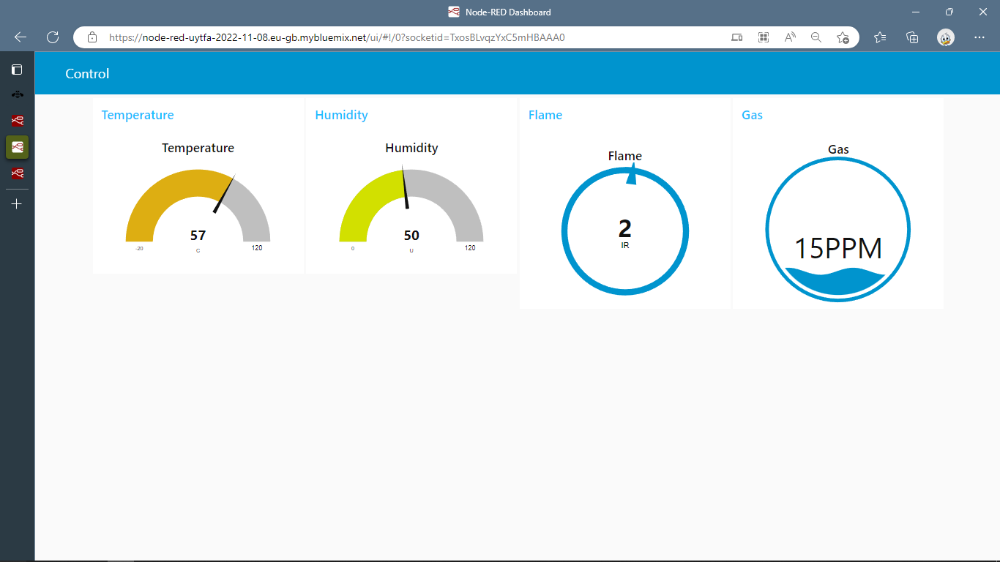 Node-RED Dashboard
https://node-red-uytfa-2022-11-08.eu-gb.mybluemix.net/ui/#!/0?socketid=TxosBLvqzYxC5mHBAAA0
Control
Temperature
Temperature
57
C
-20
120
Humidity
Humidity
50
U
0
120
Flame
Flame
2
IR
Gas
Gas
15PPM